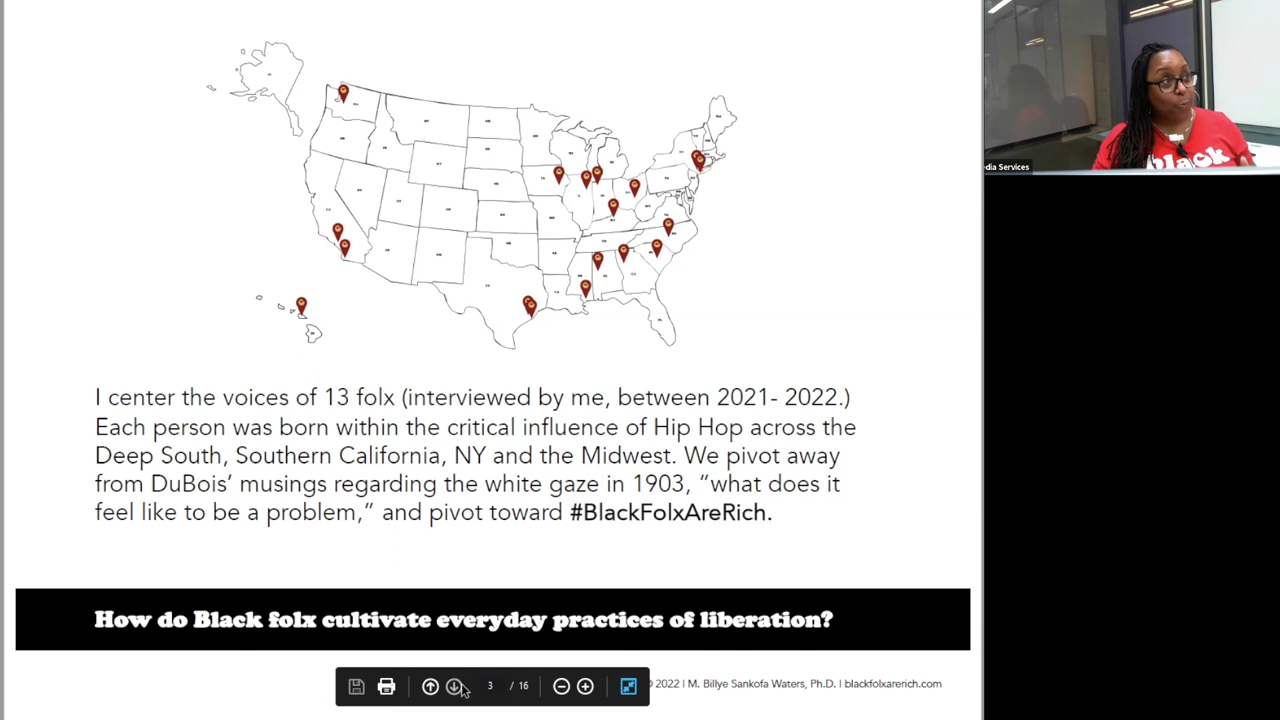 I center the voices of 13 folx (interviewed by me, between 2021- 2022.)
Each person was born within the critical influence of Hip Hop across the
Deep South, Southern California, NY and the Midwest. We pivot away
from DuBois’ musings regarding the white gaze in 1903, “what does it
feel like to be a problem,” and pivot toward #BlackFolxAreRich.
How do Black folx cultivate everyday practices of liberation?
3 / 16
2022 I M. Billye Sankofa Waters, Ph.D. I blackfolxarerich.com
dia Services
black